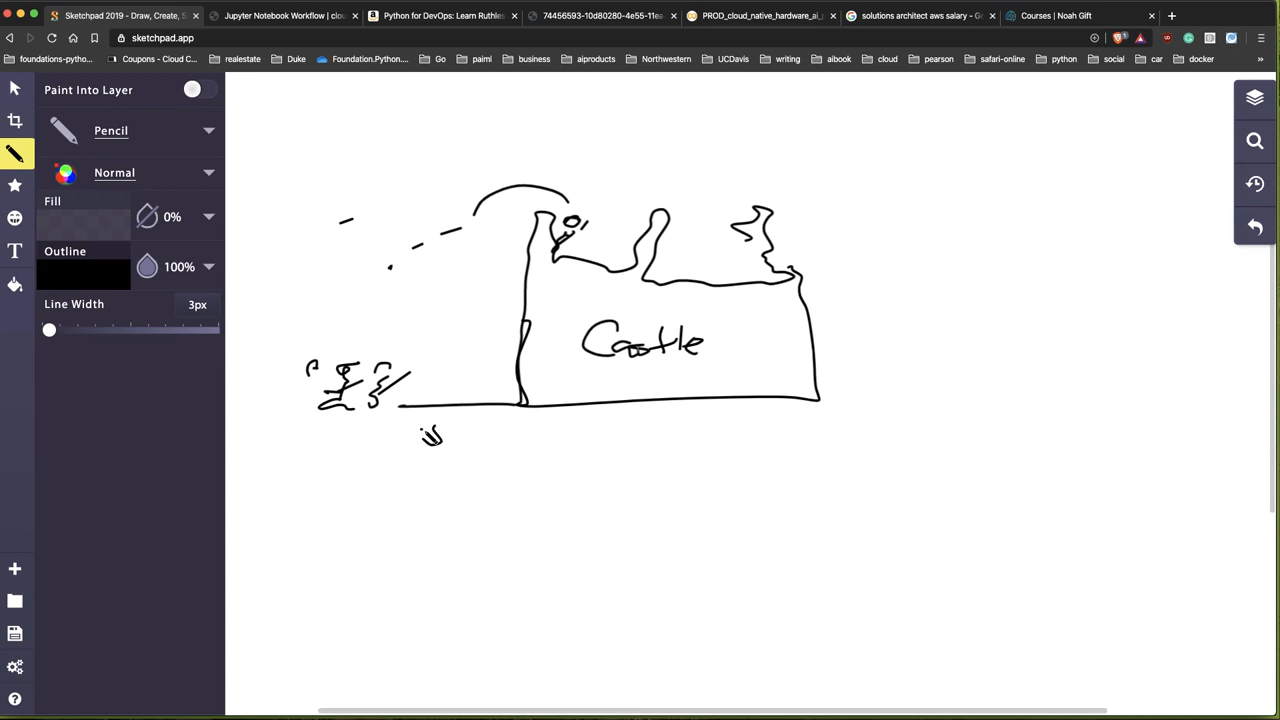 Sketchpad 2019 - Draw, Create, S
Jupyter Notebook Workflow | clou
Python for DevOps: Learn Ruthles
74456593-10d80280-4e55-11ea
PROD_cloud_native_hardware_ai_
solutions architect aws salary - Go
Courses | Noah Gift
sketchpad.app
foundations-pytho...
Coupons - Cloud C...
realestate
Duke
Foundation.Python....
Go
paiml
business
aiproducts
Northwestern
UCDavis
writing
aibook
cloud
pearson
safari-online
python
social
car
docker
Paint Into Layer
Pencil
Normal
Fill
0%
Outline
100%
Line Width
3px
Castle